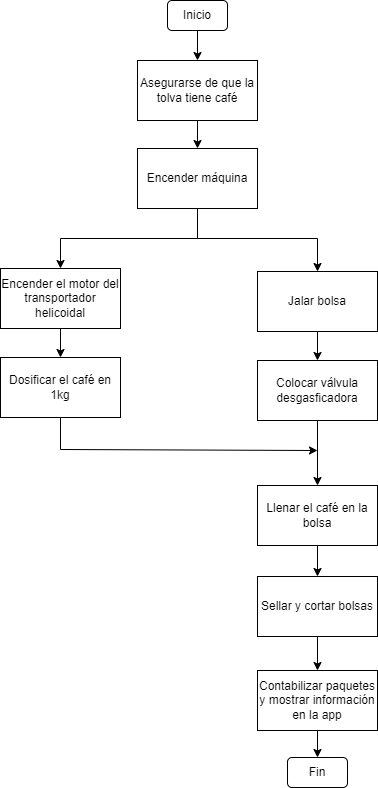 Inicio
Asegurarse de que la
tolva tiene café
Encender máquina
Encender el motor del
transportador
helicoidal
Jalar bolsa
Dosificar el café en
1kg
Colocar válvula
desgasficadora
Llenar el café en la
bolsa
Sellar y cortar bolsas
Contabilizar paquetes
y mostrar información
en la app
Fin